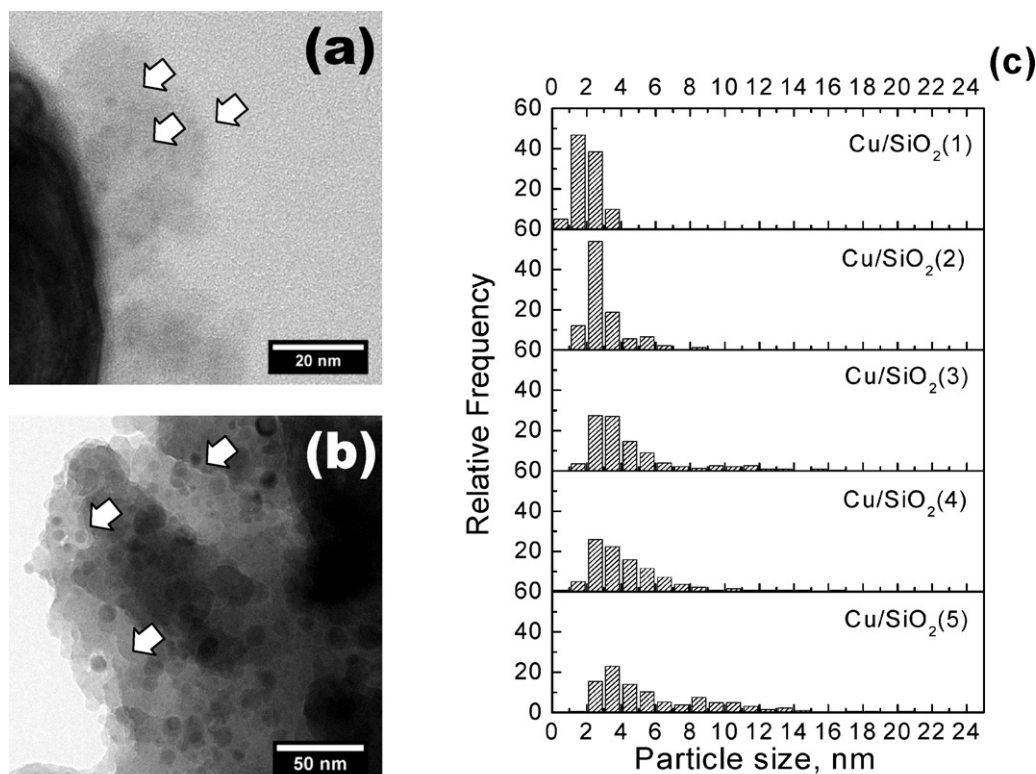 (a)
20 nm
(b)
50 nm
(c)
0 2 4 6 8 10 12 14 16 18 20 22 24
60
40
20
Cu/SiO₂(1)
60
40
20
Cu/SiO₂(2)
60
40
20
Cu/SiO₂(3)
60
40
20
Cu/SiO₂(4)
60
40
20
0
Cu/SiO₂(5)
Relative Frequency
0 2 4 6 8 10 12 14 16 18 20 22 24
Particle size, nm